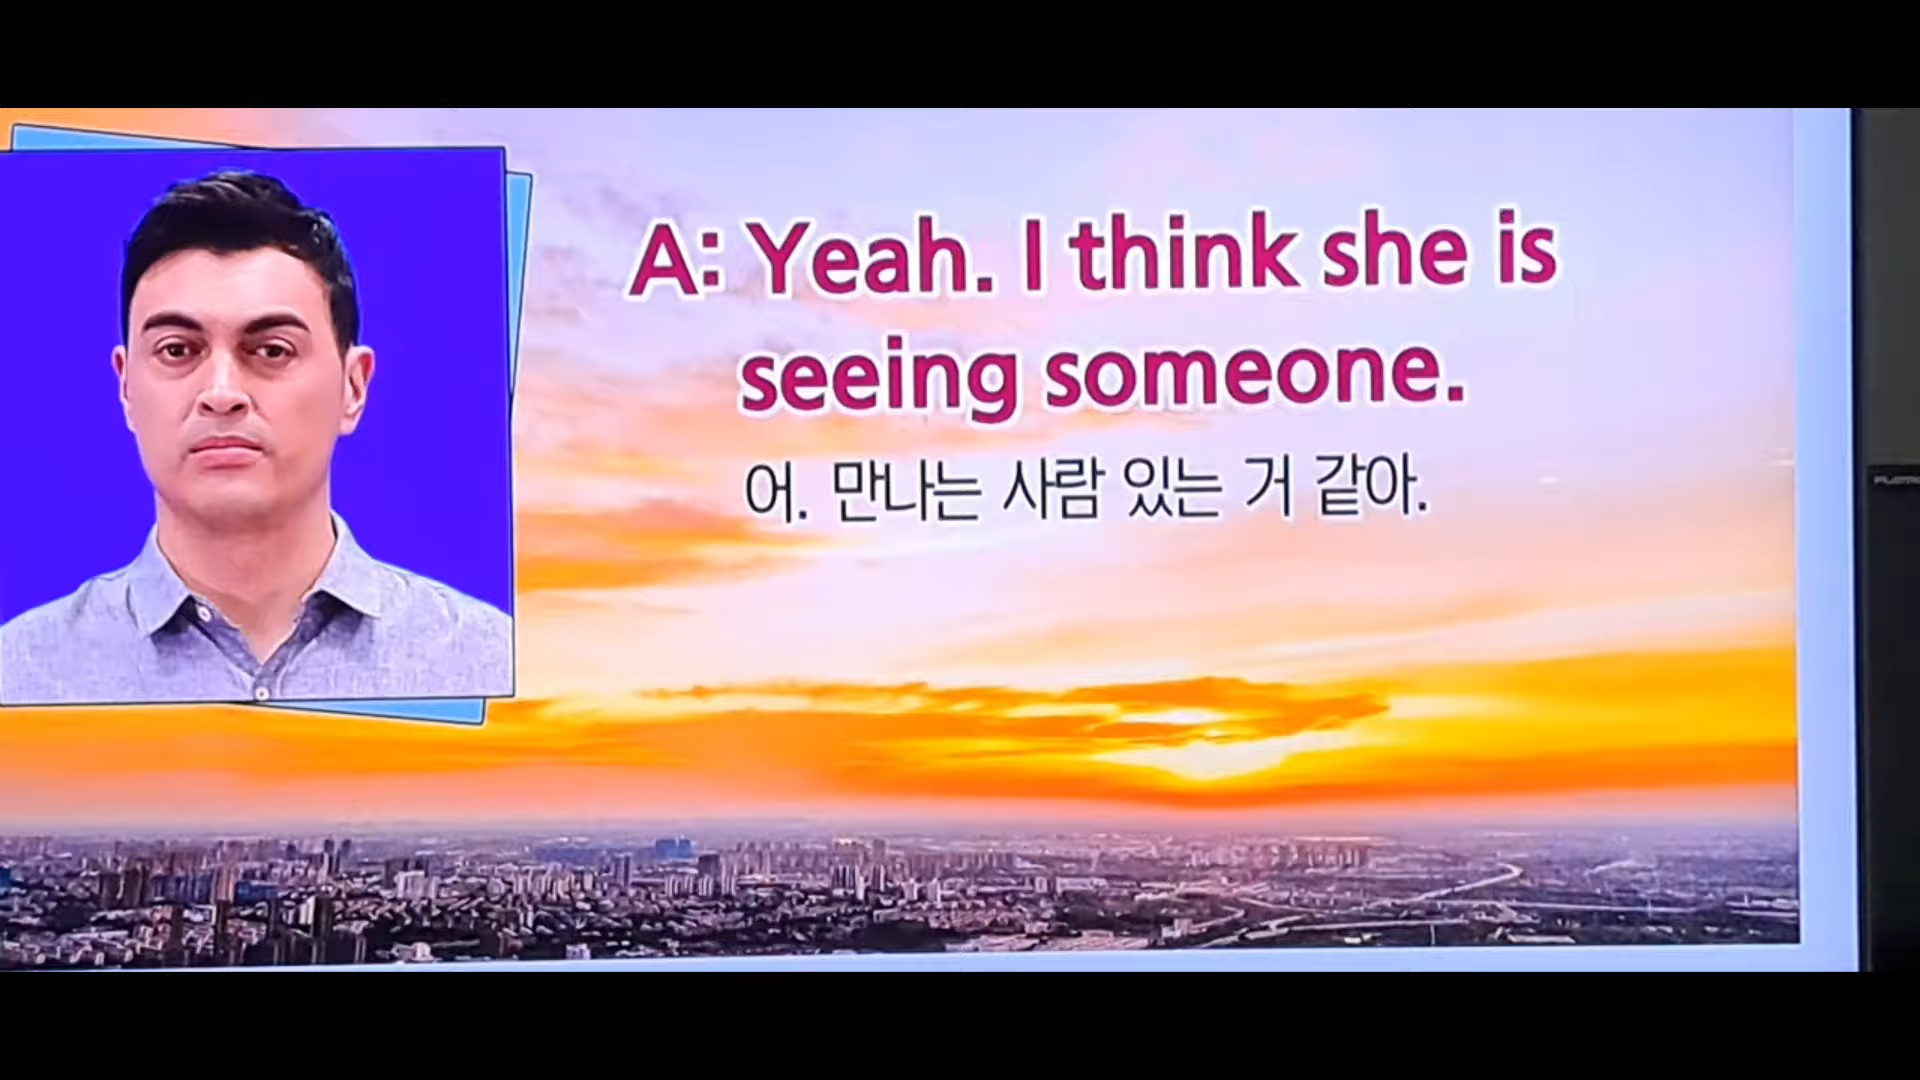 A: Yeah. I think she is
seeing someone.
어. 만나는 사람 있는 거 같아.